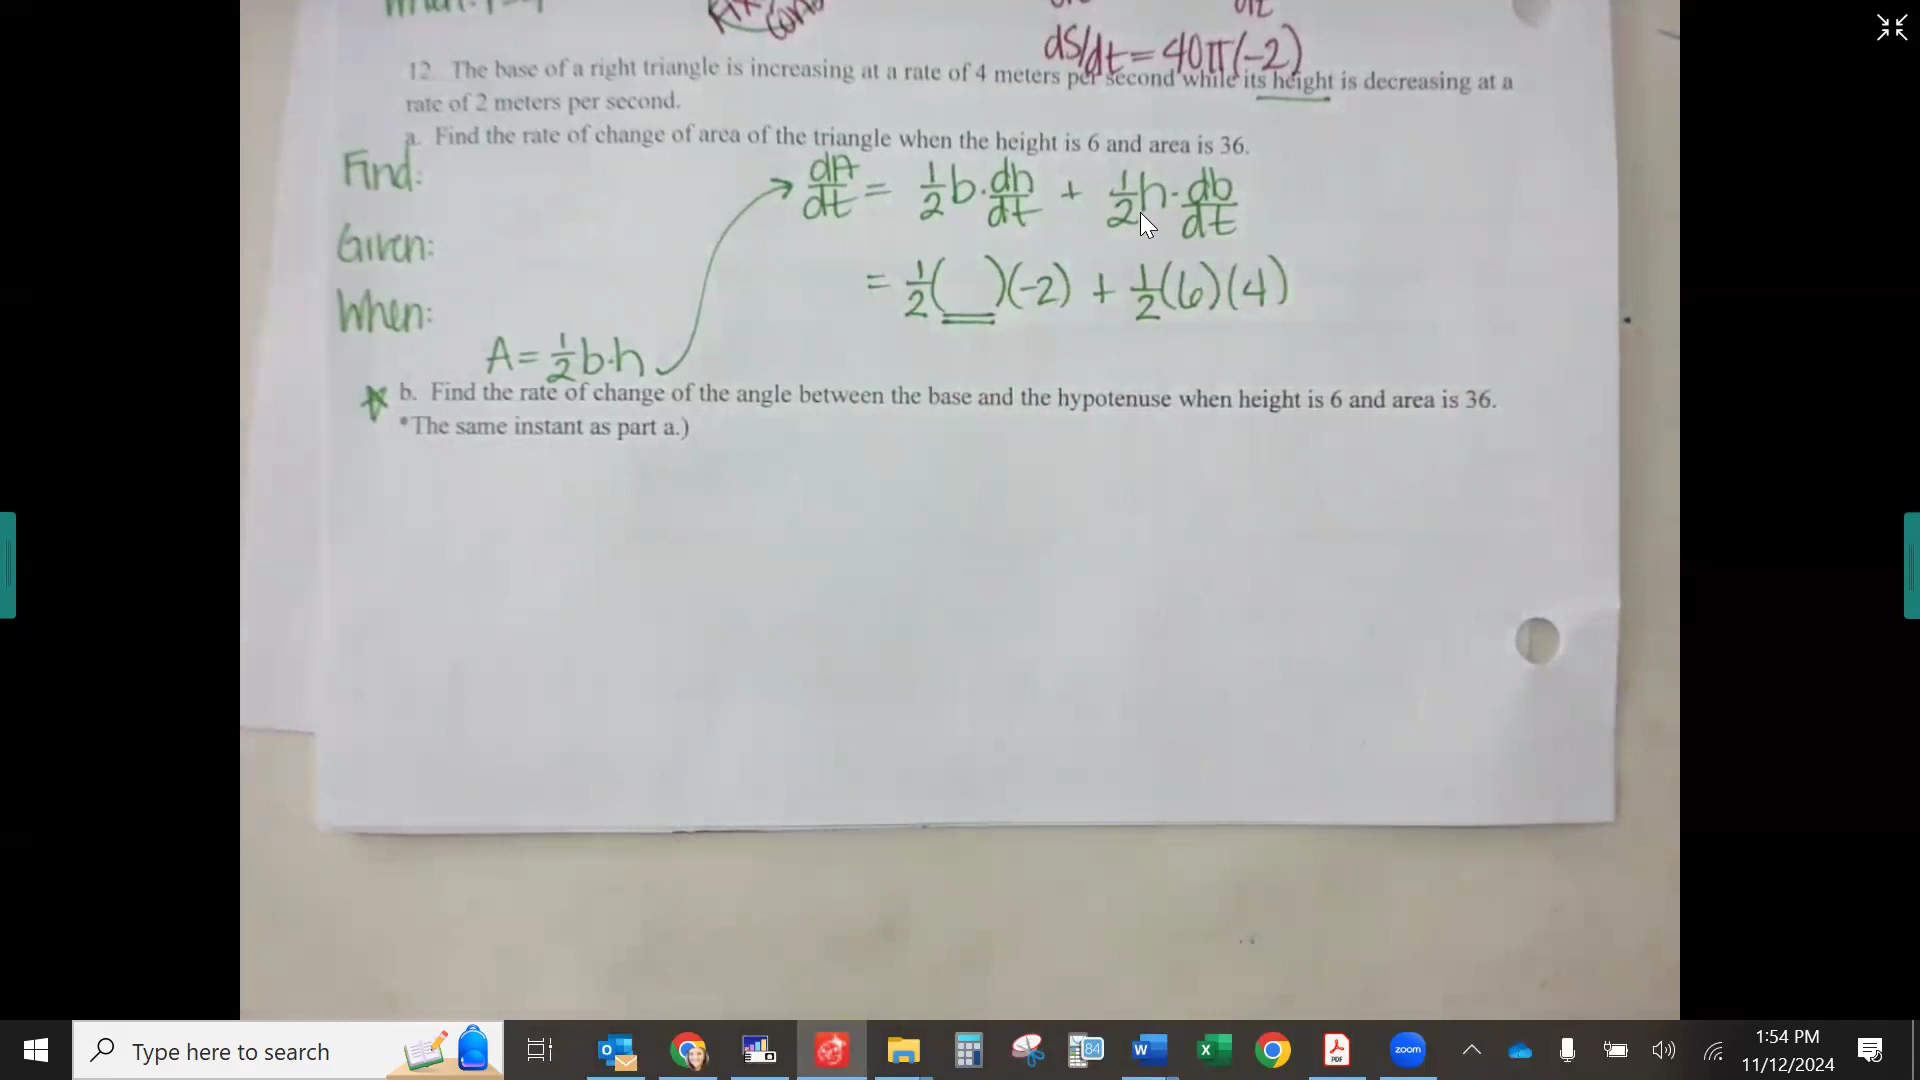 dS/dt = 40π(-2)
12. The base of a right triangle is increasing at a rate of 4 meters per second while its height is decreasing at a
rate of 2 meters per second.
a. Find the rate of change of area of the triangle when the height is 6 and area is 36.
Find:
dA/dt = 1/2 b · dh/dt + 1/2 h · db/dt
Given:
= 1/2(__)(-2) + 1/2(6)(4)
When:
A = 1/2 b·h
b. Find the rate of change of the angle between the base and the hypotenuse when height is 6 and area is 36.
*The same instant as part a.)
Type here to search
84
zoom
1:54 PM
11/12/2024